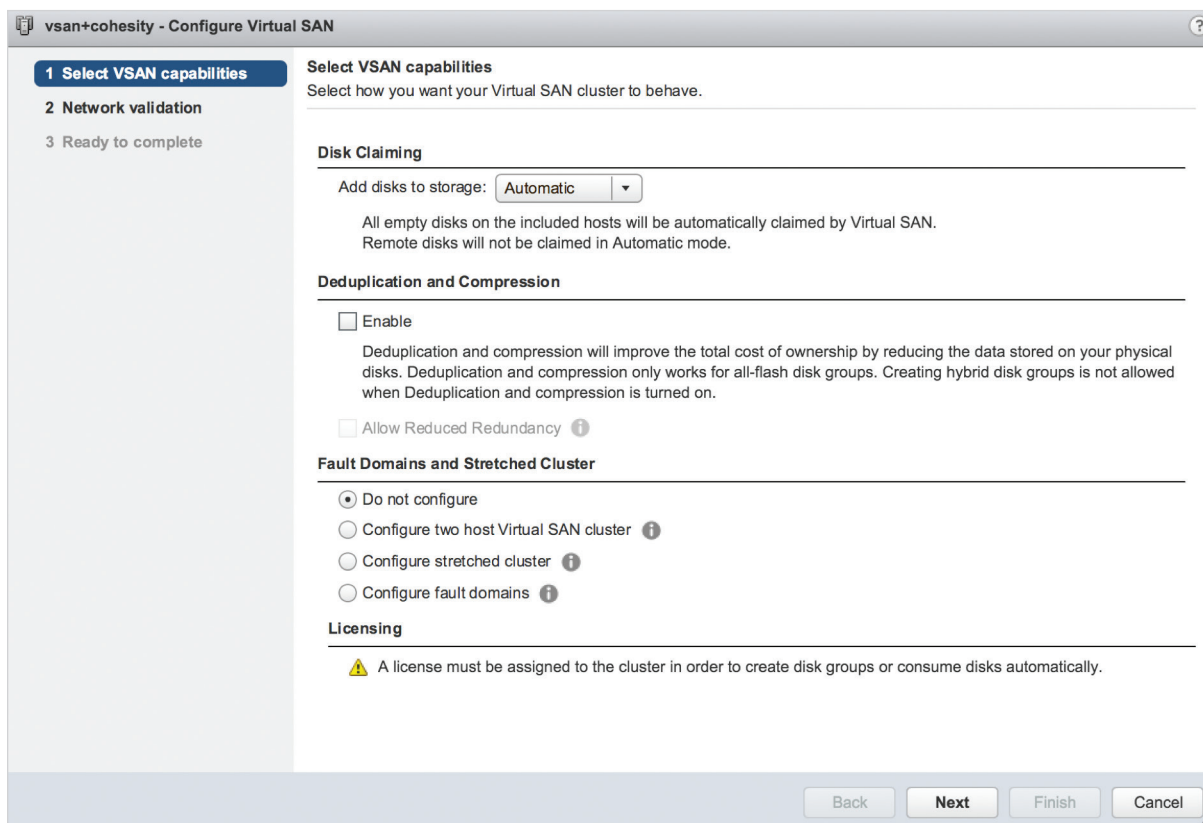 vsan+cohesity - Configure Virtual SAN
?
1 Select VSAN capabilities
2 Network validation
3 Ready to complete
Select VSAN capabilities
Select how you want your Virtual SAN cluster to behave.
Disk Claiming
Add disks to storage: Automatic
All empty disks on the included hosts will be automatically claimed by Virtual SAN.
Remote disks will not be claimed in Automatic mode.
Deduplication and Compression
Enable
Deduplication and compression will improve the total cost of ownership by reducing the data stored on your physical
disks. Deduplication and compression only works for all-flash disk groups. Creating hybrid disk groups is not allowed
when Deduplication and compression is turned on.
Allow Reduced Redundancy i
Fault Domains and Stretched Cluster
Do not configure
Configure two host Virtual SAN cluster i
Configure stretched cluster i
Configure fault domains i
Licensing
A license must be assigned to the cluster in order to create disk groups or consume disks automatically.
Back Next Finish Cancel